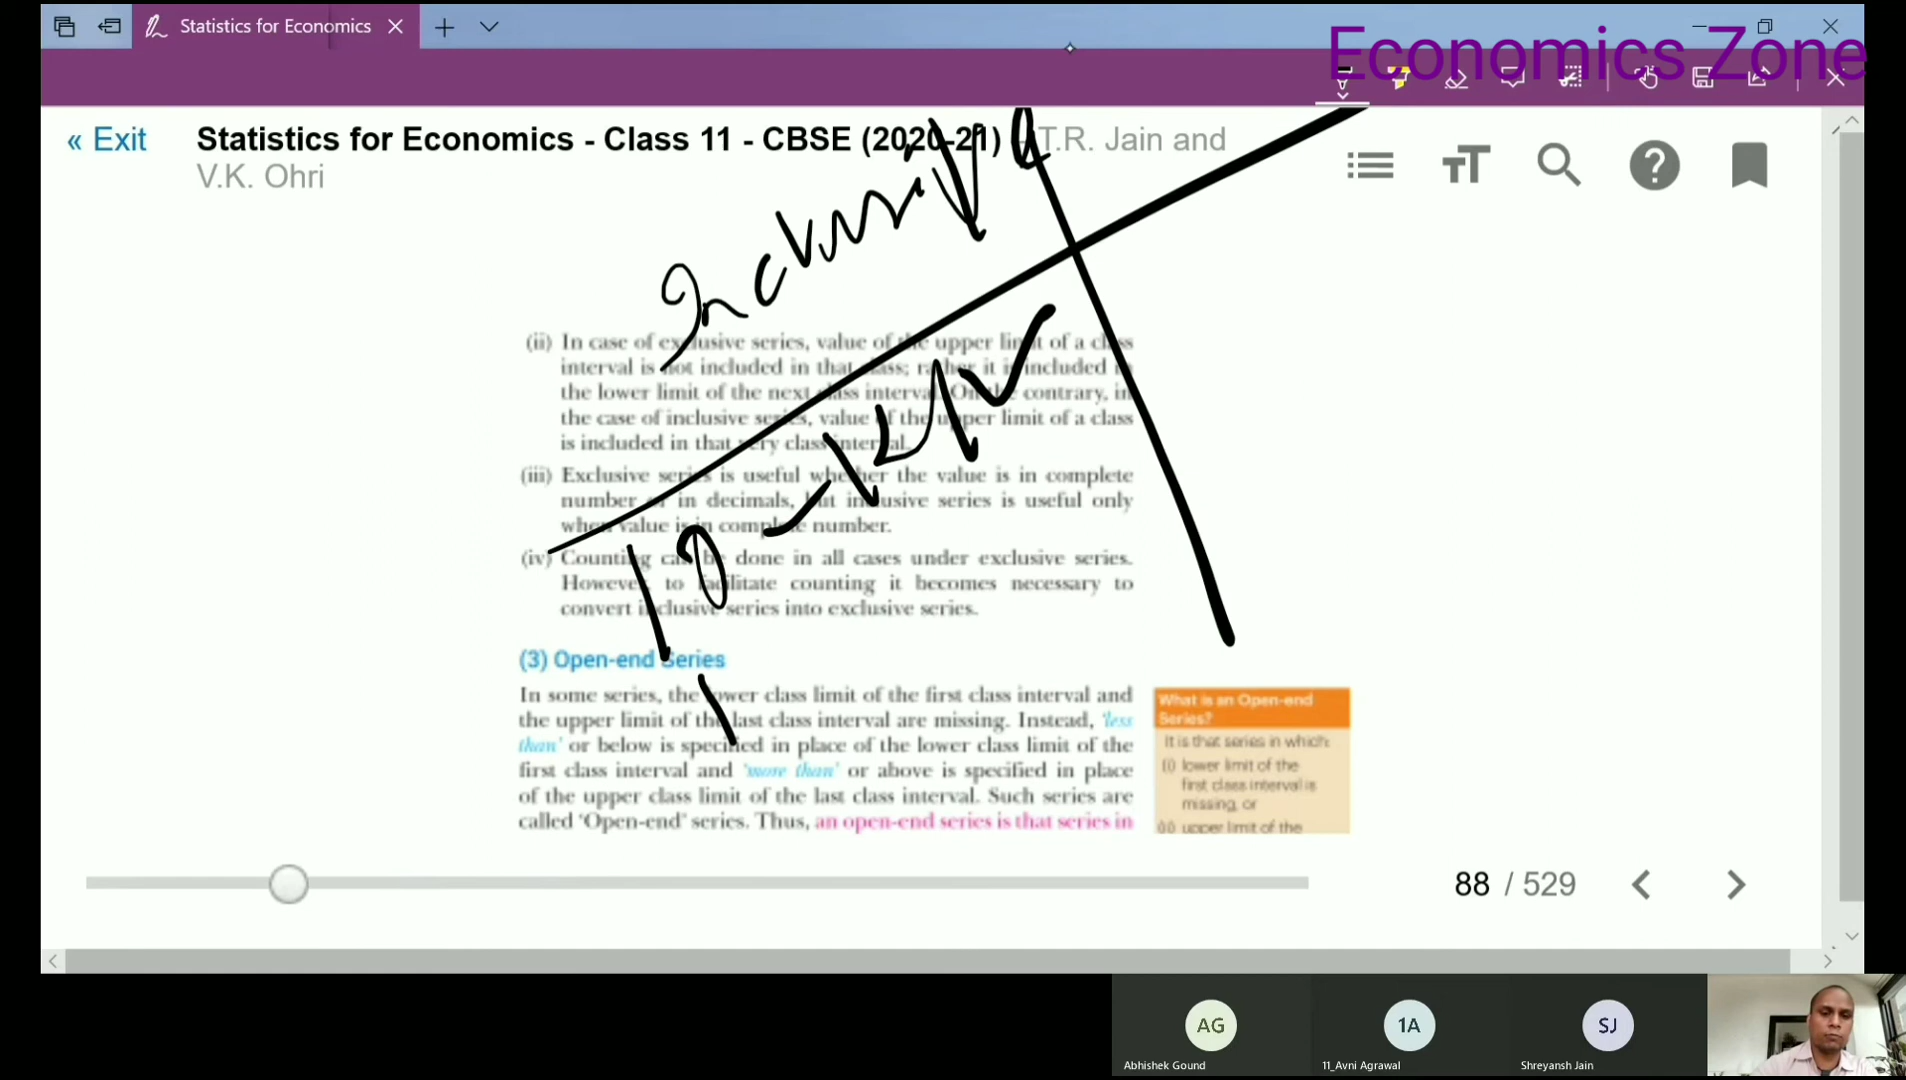 Statistics for Economics
Economics Zone
« Exit
Statistics for Economics - Class 11 - CBSE (2020-21) T.R. Jain and
V.K. Ohri
Inclusive
(ii) In case of exclusive series, value of the upper limit of a class
interval is not included in that class; rather it is included in
the lower limit of the next class interval. On the contrary, in
the case of inclusive series, value of the upper limit of a class
is included in that very class interval.
(iii) Exclusive series is useful whether the value is in complete
number or in decimals, but inclusive series is useful only
when value is in complete number.
(iv) Counting can be done in all cases under exclusive series.
However, to facilitate counting it becomes necessary to
convert inclusive series into exclusive series.
10 -
(3) Open-end Series
In some series, the lower class limit of the first class interval and
the upper limit of the last class interval are missing. Instead, 'less
than' or below is specified in place of the lower class limit of the
first class interval and 'more than' or above is specified in place
of the upper class limit of the last class interval. Such series are
called 'Open-end' series. Thus, an open-end series is that series in
What is an Open-end
Series?
It is that series in which:
(i) lower limit of the
first class interval is
missing, or
(ii) upper limit of the
88 / 529
AG
Abhishek Gound
1A
11_Avni Agrawal
SJ
Shreyansh Jain